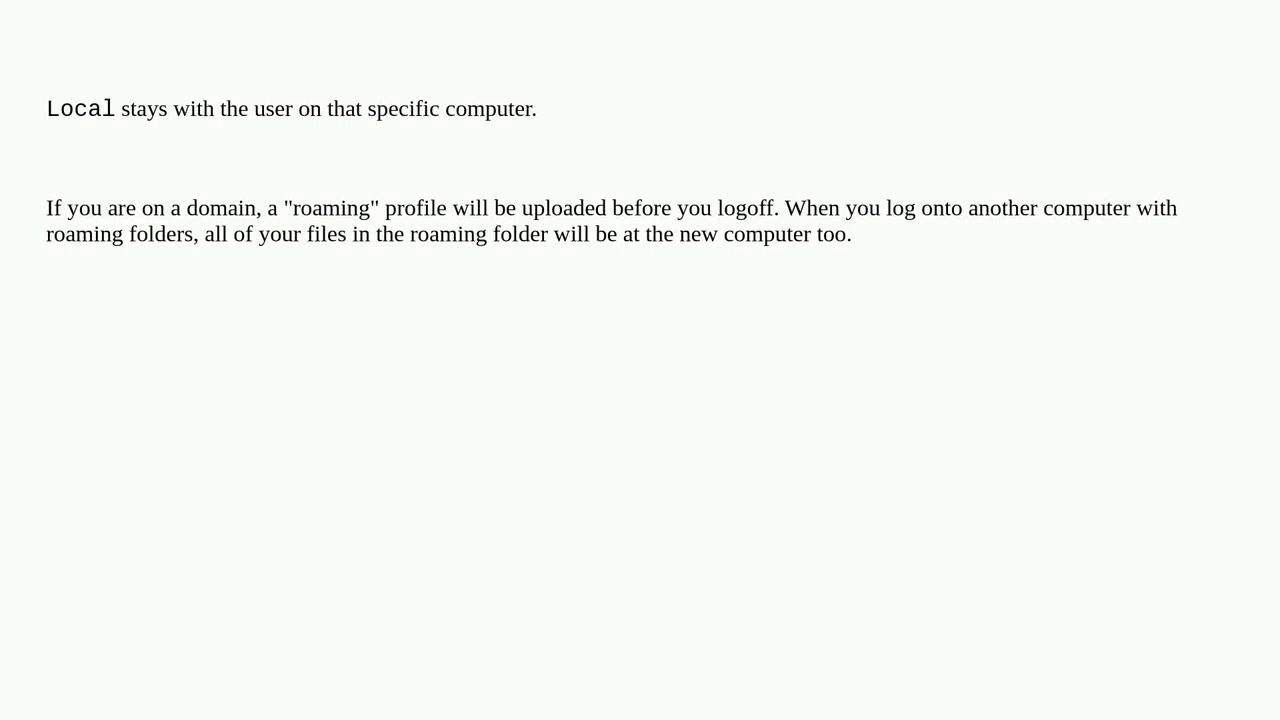 Local stays with the user on that specific computer.
If you are on a domain, a "roaming" profile will be uploaded before you logoff. When you log onto another computer with
roaming folders, all of your files in the roaming folder will be at the new computer too.